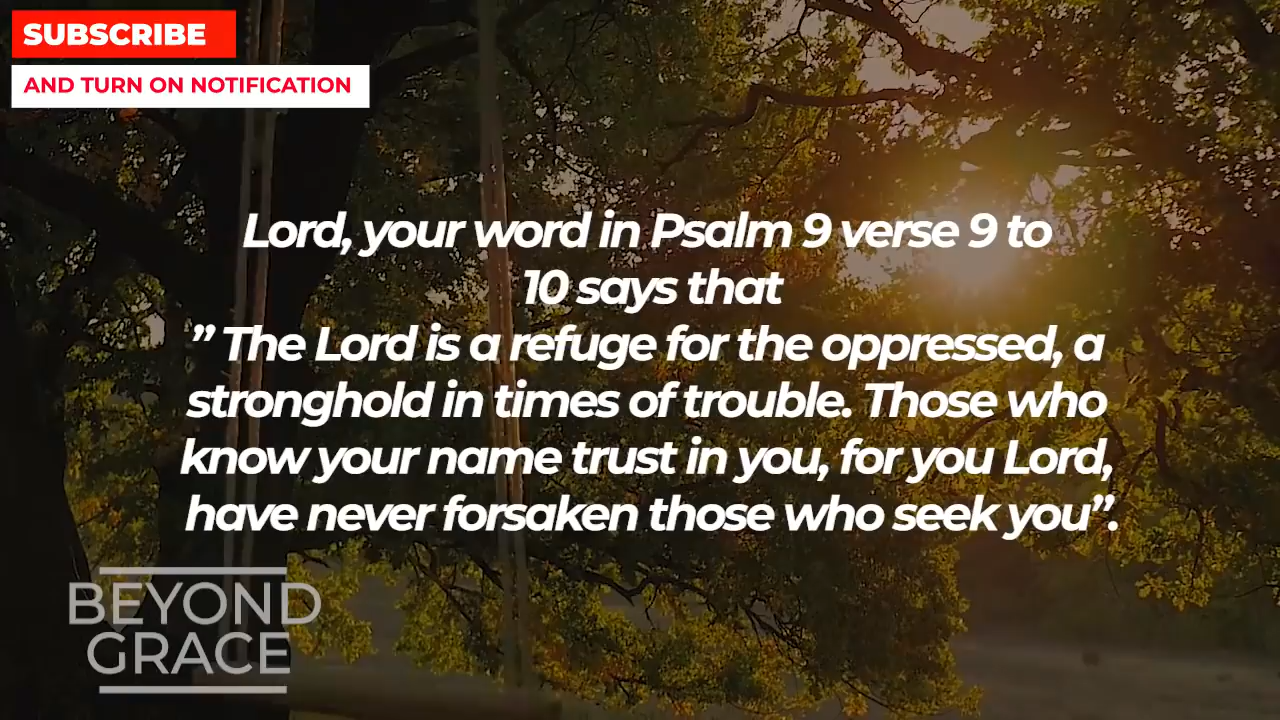 SUBSCRIBE
AND TURN ON NOTIFICATION
Lord, your word in Psalm 9 verse 9 to
10 says that
” The Lord is a refuge for the oppressed, a
stronghold in times of trouble. Those who
know your name trust in you, for you Lord,
have never forsaken those who seek you”.
BEYOND
GRACE